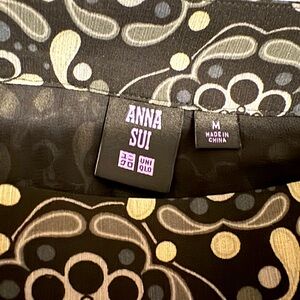 ANNA
SUI
ユニ UNI
クロ QLO
M
MADE IN
CHINA